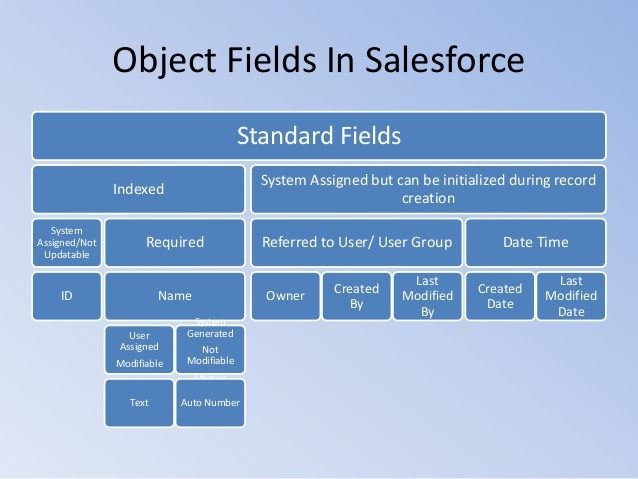 Object Fields In Salesforce
Standard Fields
Indexed
System Assigned but can be initialized during record
creation
System
Assigned/Not
Updatable
Required
Referred to User/ User Group
Date Time
ID
Name
Owner
Created
By
Last
Modified
By
Created
Date
Last
Modified
Date
User
Assigned
Modifiable
System
Generated
Not
Modifiable
Text
Auto Number